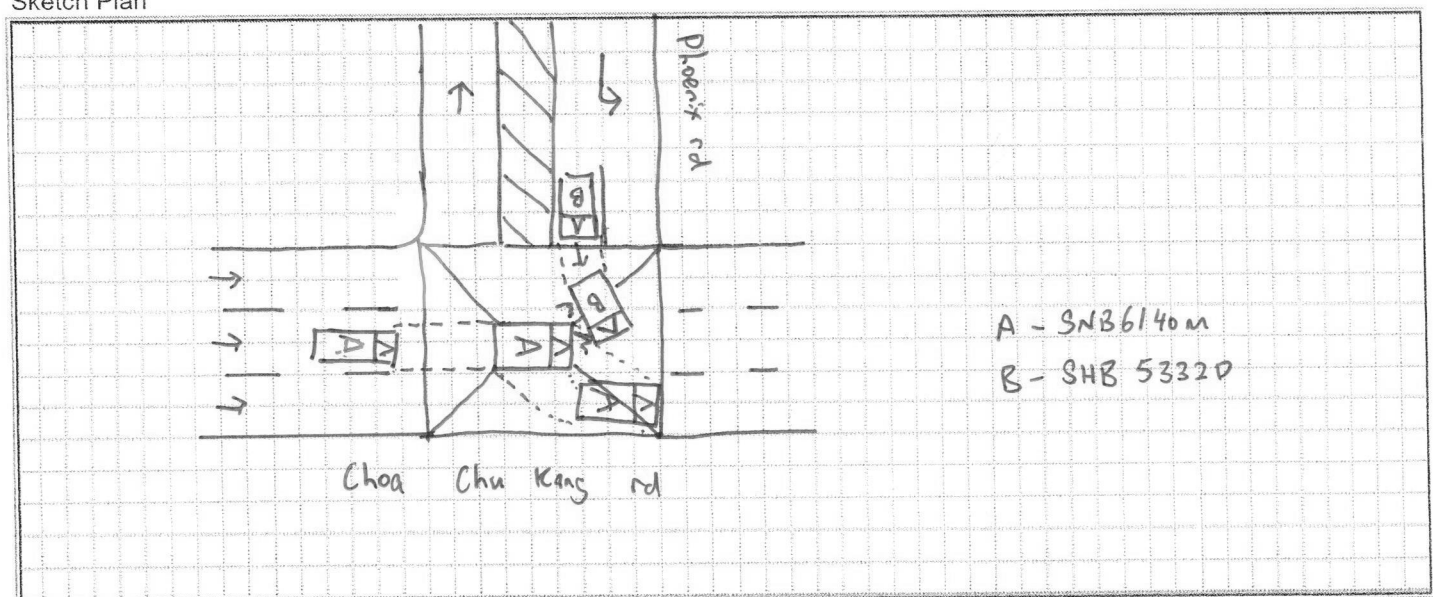 Sketch Plan
Phoenix rd
B
B
A
A
A
A - SNB6140M
B - SHB 5332D
Choa Chu Kang rd